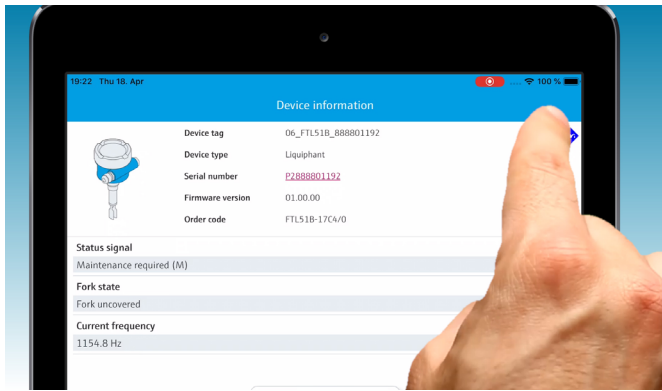 19:22 Thu 18. Apr
100 %
Device information
Device tag 06_FTL51B_888801192
Device type Liquiphant
Serial number P2888801192
Firmware version 01.00.00
Order code FTL51B-17C4/0
Status signal
Maintenance required (M)
Fork state
Fork uncovered
Current frequency
1154.8 Hz